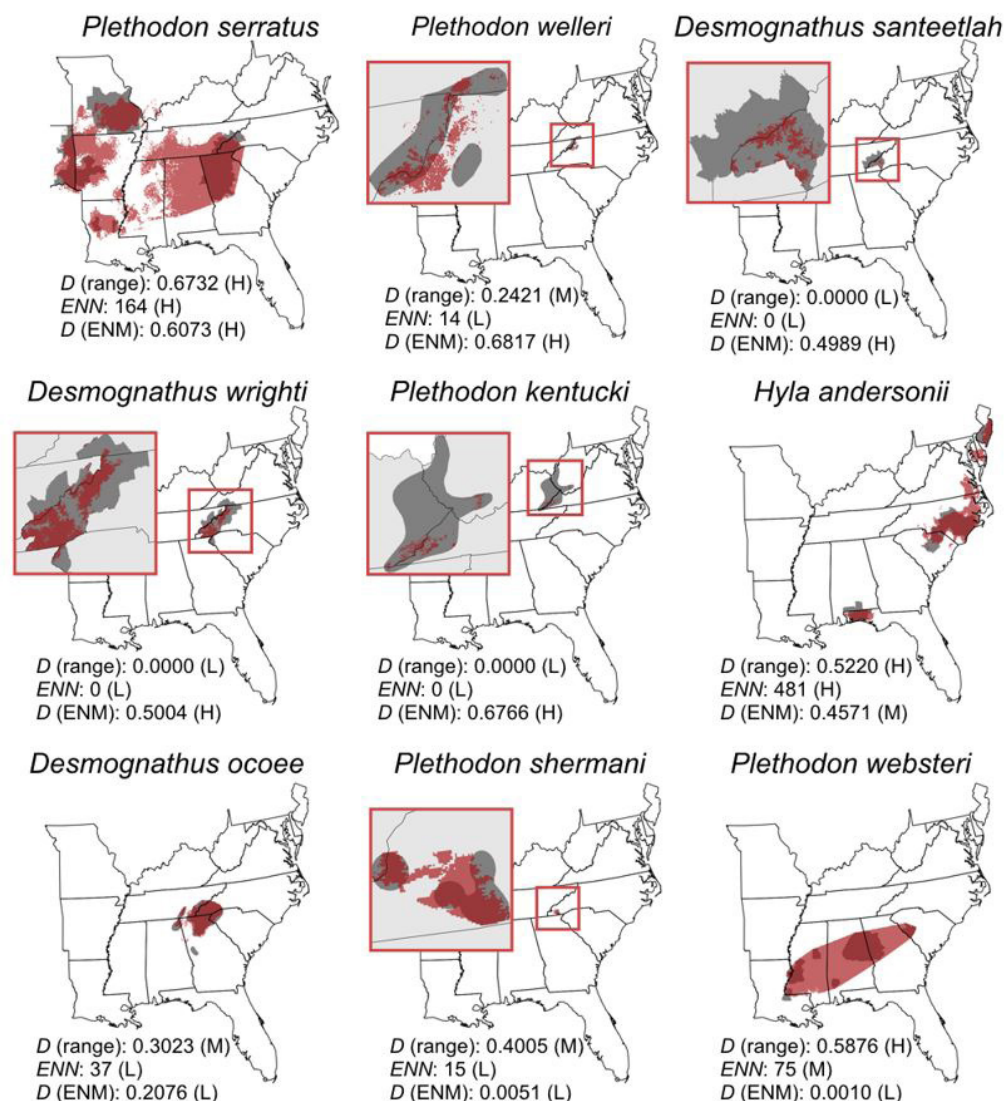 Plethodon serratus
Plethodon welleri
Desmognathus santeetlah
D (range): 0.6732 (H)
ENN: 164 (H)
D (ENM): 0.6073 (H)
D (range): 0.2421 (M)
ENN: 14 (L)
D (ENM): 0.6817 (H)
D (range): 0.0000 (L)
ENN: 0 (L)
D (ENM): 0.4989 (H)
Desmognathus wrighti
Plethodon kentucki
Hyla andersonii
D (range): 0.0000 (L)
ENN: 0 (L)
D (ENM): 0.5004 (H)
D (range): 0.0000 (L)
ENN: 0 (L)
D (ENM): 0.6766 (H)
D (range): 0.5220 (H)
ENN: 481 (H)
D (ENM): 0.4571 (M)
Desmognathus ocoee
Plethodon shermani
Plethodon websteri
D (range): 0.3023 (M)
ENN: 37 (L)
D (ENM): 0.2076 (L)
D (range): 0.4005 (M)
ENN: 15 (L)
D (ENM): 0.0051 (L)
D (range): 0.5876 (H)
ENN: 75 (M)
D (ENM): 0.0010 (L)